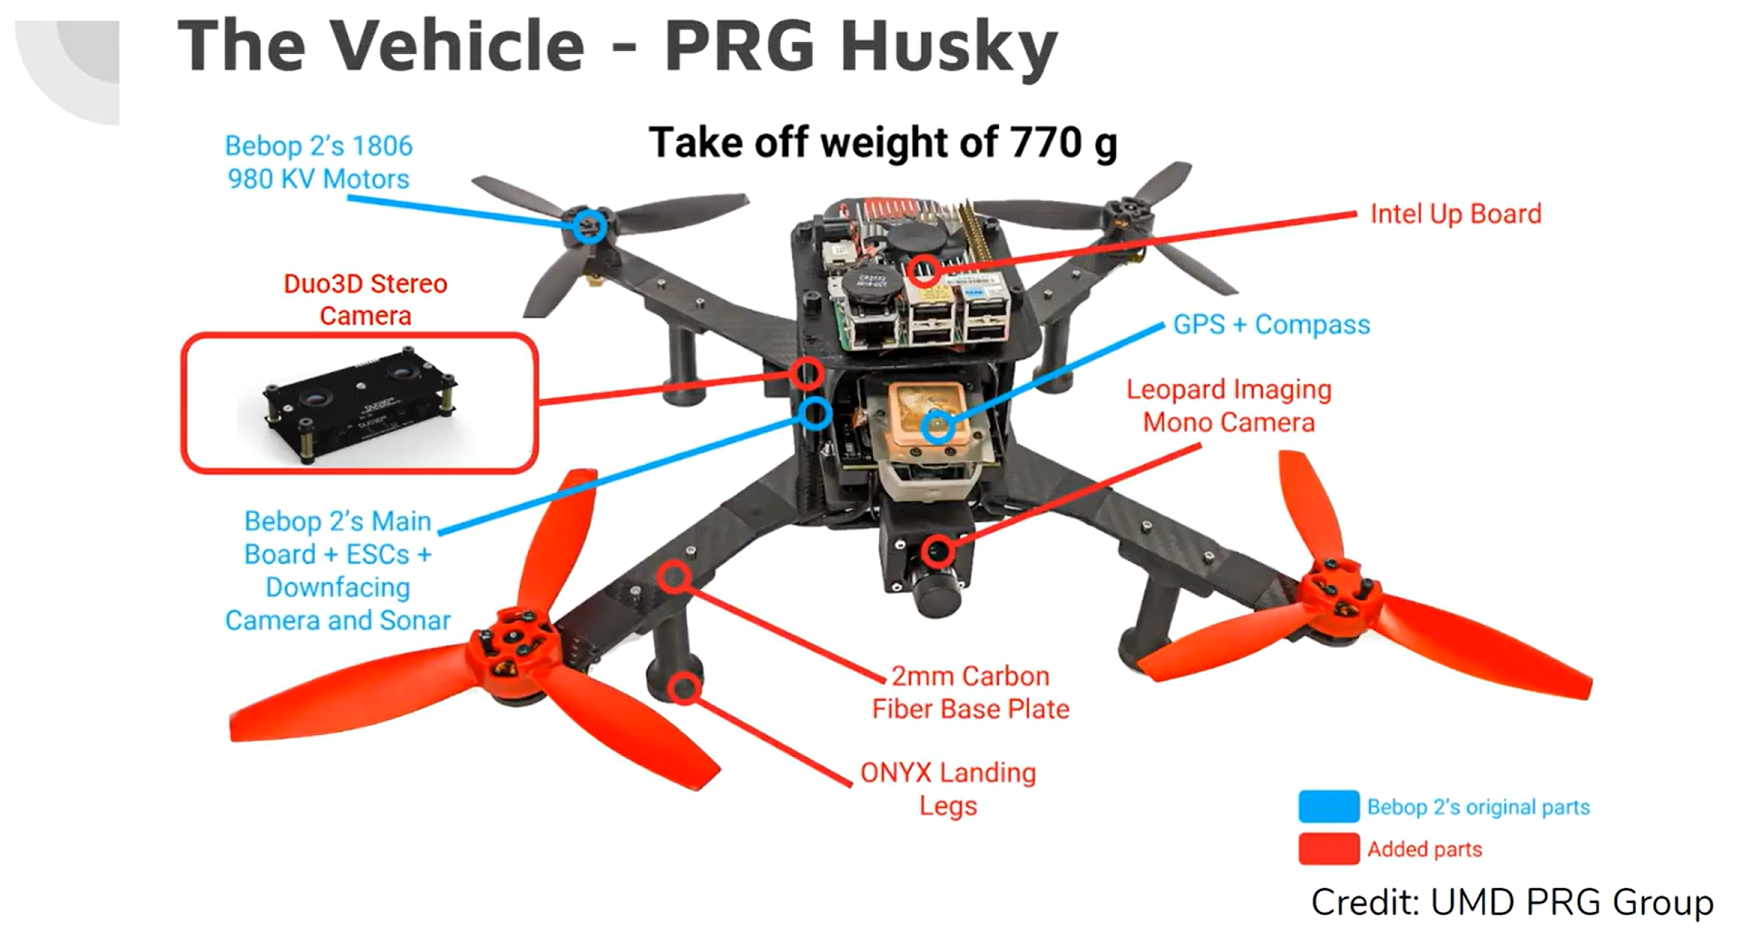 The Vehicle - PRG Husky
Take off weight of 770 g
Bebop 2's 1806
980 KV Motors
Intel Up Board
Duo3D Stereo
Camera
GPS + Compass
Leopard Imaging
Mono Camera
Bebop 2's Main
Board + ESCs +
Downfacing
Camera and Sonar
2mm Carbon
Fiber Base Plate
ONYX Landing
Legs
Bebop 2's original parts
Added parts
Credit: UMD PRG Group